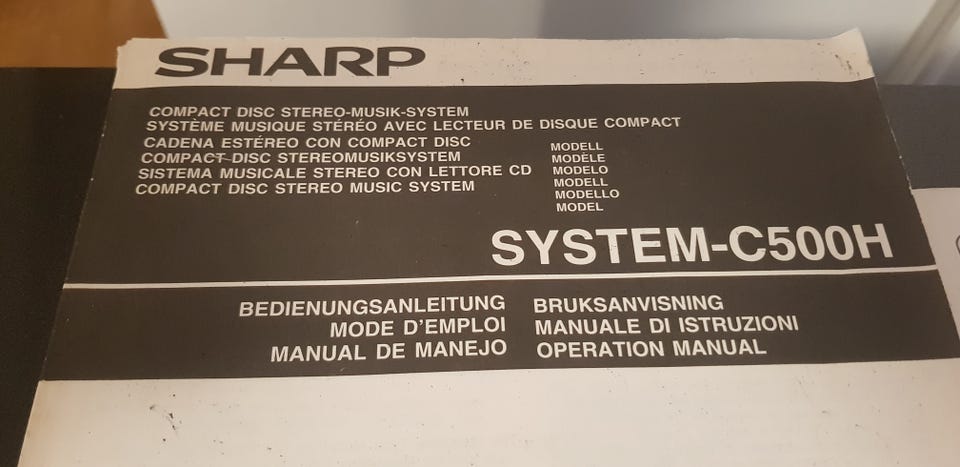 SHARP
COMPACT DISC STEREO-MUSIK-SYSTEM
SYSTÈME MUSIQUE STÉRÉO AVEC LECTEUR DE DISQUE COMPACT
CADENA ESTÉREO CON COMPACT DISC
COMPACT DISC STEREOMUSIKSYSTEM
SISTEMA MUSICALE STEREO CON LETTORE CD
COMPACT DISC STEREO MUSIC SYSTEM
MODELL
MODÈLE
MODELO
MODELL
MODELLO
MODEL
SYSTEM-C500H
BEDIENUNGSANLEITUNG
MODE D'EMPLOI
MANUAL DE MANEJO
BRUKSANVISNING
MANUALE DI ISTRUZIONI
OPERATION MANUAL